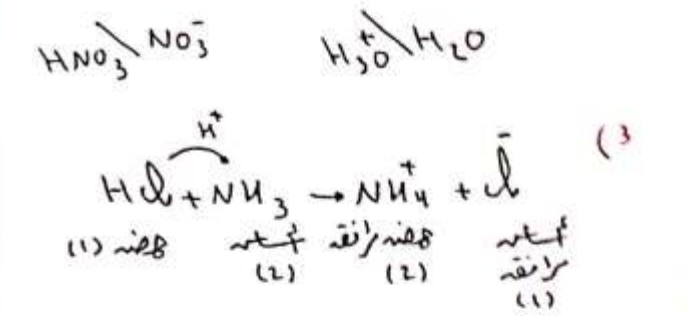 HNO₃ \ NO₃⁻    H₃O⁺ \ H₂O
(3
H⁺
HCl + NH₃ → NH₄⁺ + Cl⁻
حمض (1) أساس (2) حمض مرافق (2) أساس مرافق (1)